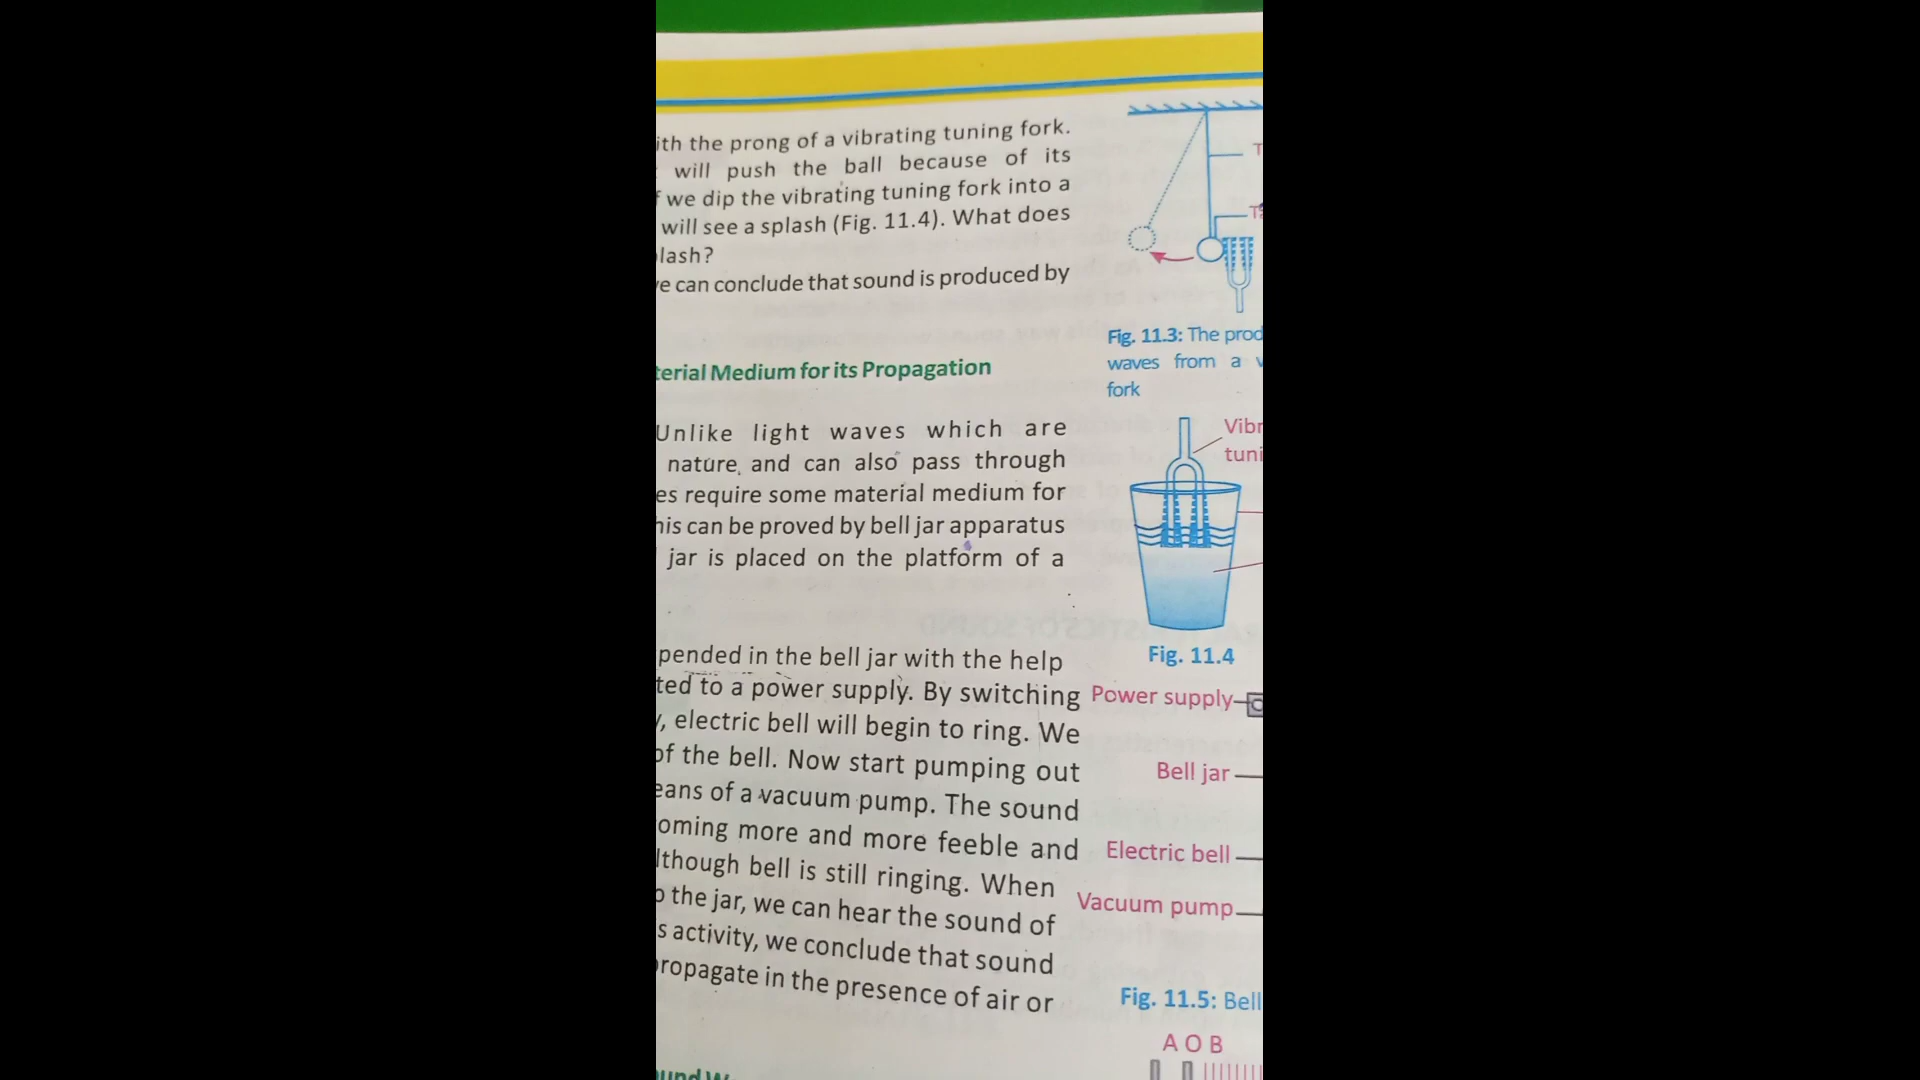 with the prong of a vibrating tuning fork.
will push the ball because of its
we dip the vibrating tuning fork into a
will see a splash (Fig. 11.4). What does
lash?
e can conclude that sound is produced by
Fig. 11.3: The prod
waves from a v
fork
terial Medium for its Propagation
Unlike light waves which are
nature, and can also pass through
es require some material medium for
his can be proved by bell jar apparatus
jar is placed on the platform of a
Vibr
tuni
Fig. 11.4
pended in the bell jar with the help
ted to a power supply. By switching
y, electric bell will begin to ring. We
of the bell. Now start pumping out
eans of a vacuum pump. The sound
oming more and more feeble and
lthough bell is still ringing. When
o the jar, we can hear the sound of
s activity, we conclude that sound
propagate in the presence of air or
Power supply
Bell jar
Electric bell
Vacuum pump
Fig. 11.5: Bell
A O B